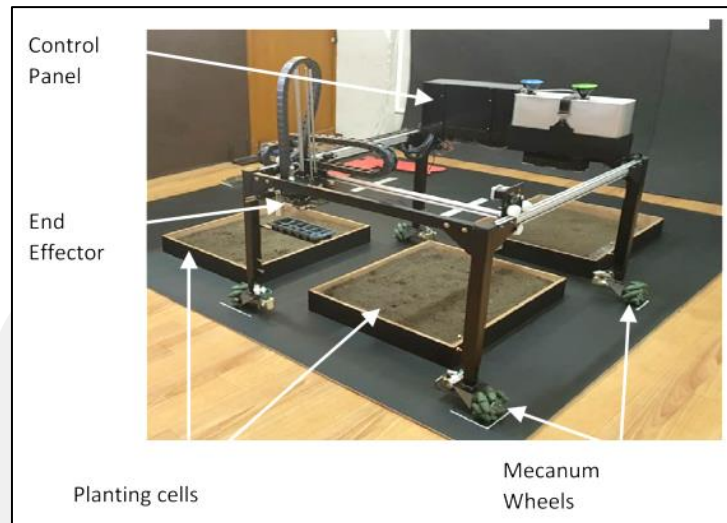 Control
Panel
End
Effector
Planting cells
Mecanum
Wheels